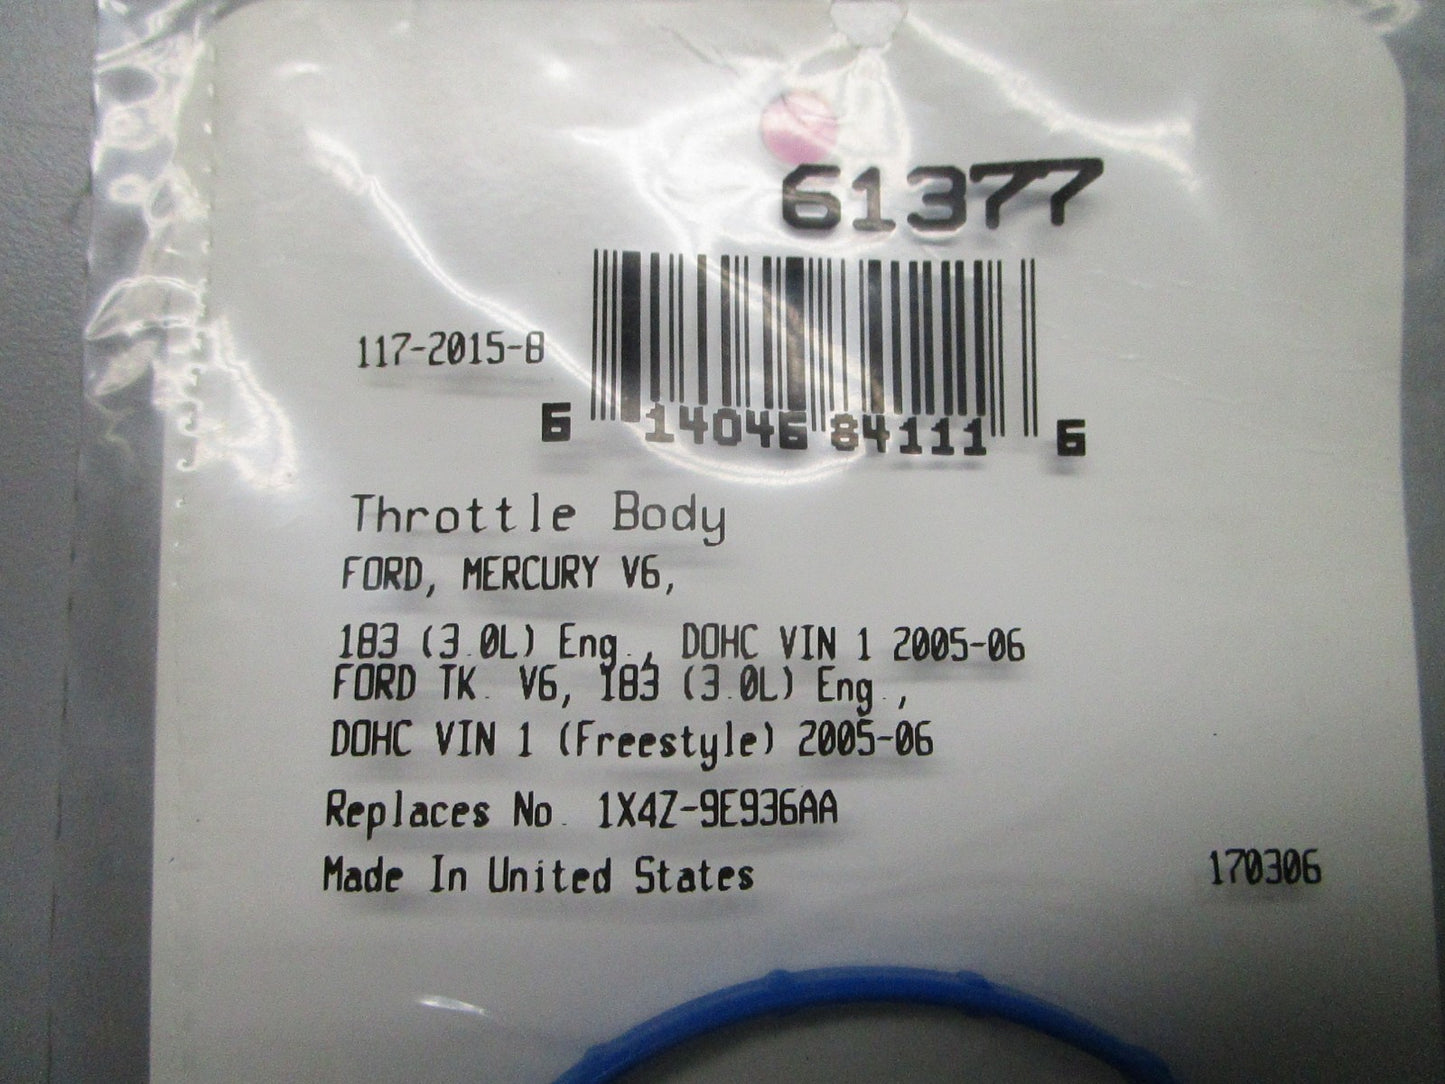 61377
117-2015-B
6 14046 84111 6
Throttle Body
FORD, MERCURY V6,
183 (3.0L) Eng., DOHC VIN 1 2005-06
FORD TK. V6, 183 (3.0L) Eng.,
DOHC VIN 1 (Freestyle) 2005-06
Replaces No. 1X4Z-9E936AA
Made In United States
170306